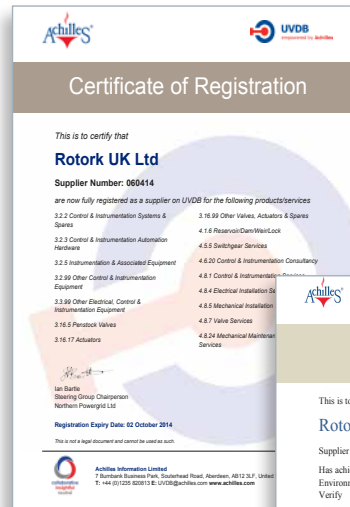 Achilles
UVDB
empowered by Achilles
Certificate of Registration
This is to certify that
Rotork UK Ltd
Supplier Number: 060414
are now fully registered as a supplier on UVDB for the following products/services
3.2.2 Control & Instrumentation Systems &
Spares
3.2.3 Control & Instrumentation Automation
Hardware
3.2.5 Instrumentation & Associated Equipment
3.2.99 Other Control & Instrumentation
Equipment
3.3.99 Other Electrical, Control &
Instrumentation Equipment
3.16.5 Penstock Valves
3.16.17 Actuators
3.16.99 Other Valves, Actuators & Spares
4.1.6 Reservoir/Dam/Weir/Lock
4.5.5 Switchgear Services
4.6.20 Control & Instrumentation Consultancy
4.8.1 Control & Instrumentation Services
4.8.4 Electrical Installation Se
4.8.5 Mechanical Installation
4.8.7 Valve Services
4.8.24 Mechanical Maintenan
Services
Ian Bartle
Steering Group Chairperson
Northern Powergrid Ltd
Registration Expiry Date: 02 October 2014
This is not a legal document and cannot be used as such.
Achilles Information Limited
7 Burnbank Business Park, Souterhead Road, Aberdeen, AB12 3LF, United
T: +44 (0)1235 820813 E: UVDB@achilles.com www.achilles.com
collaborative
insightful
Achilles
This is to
Rotor
Supplier
Has achi
Environm
Verify